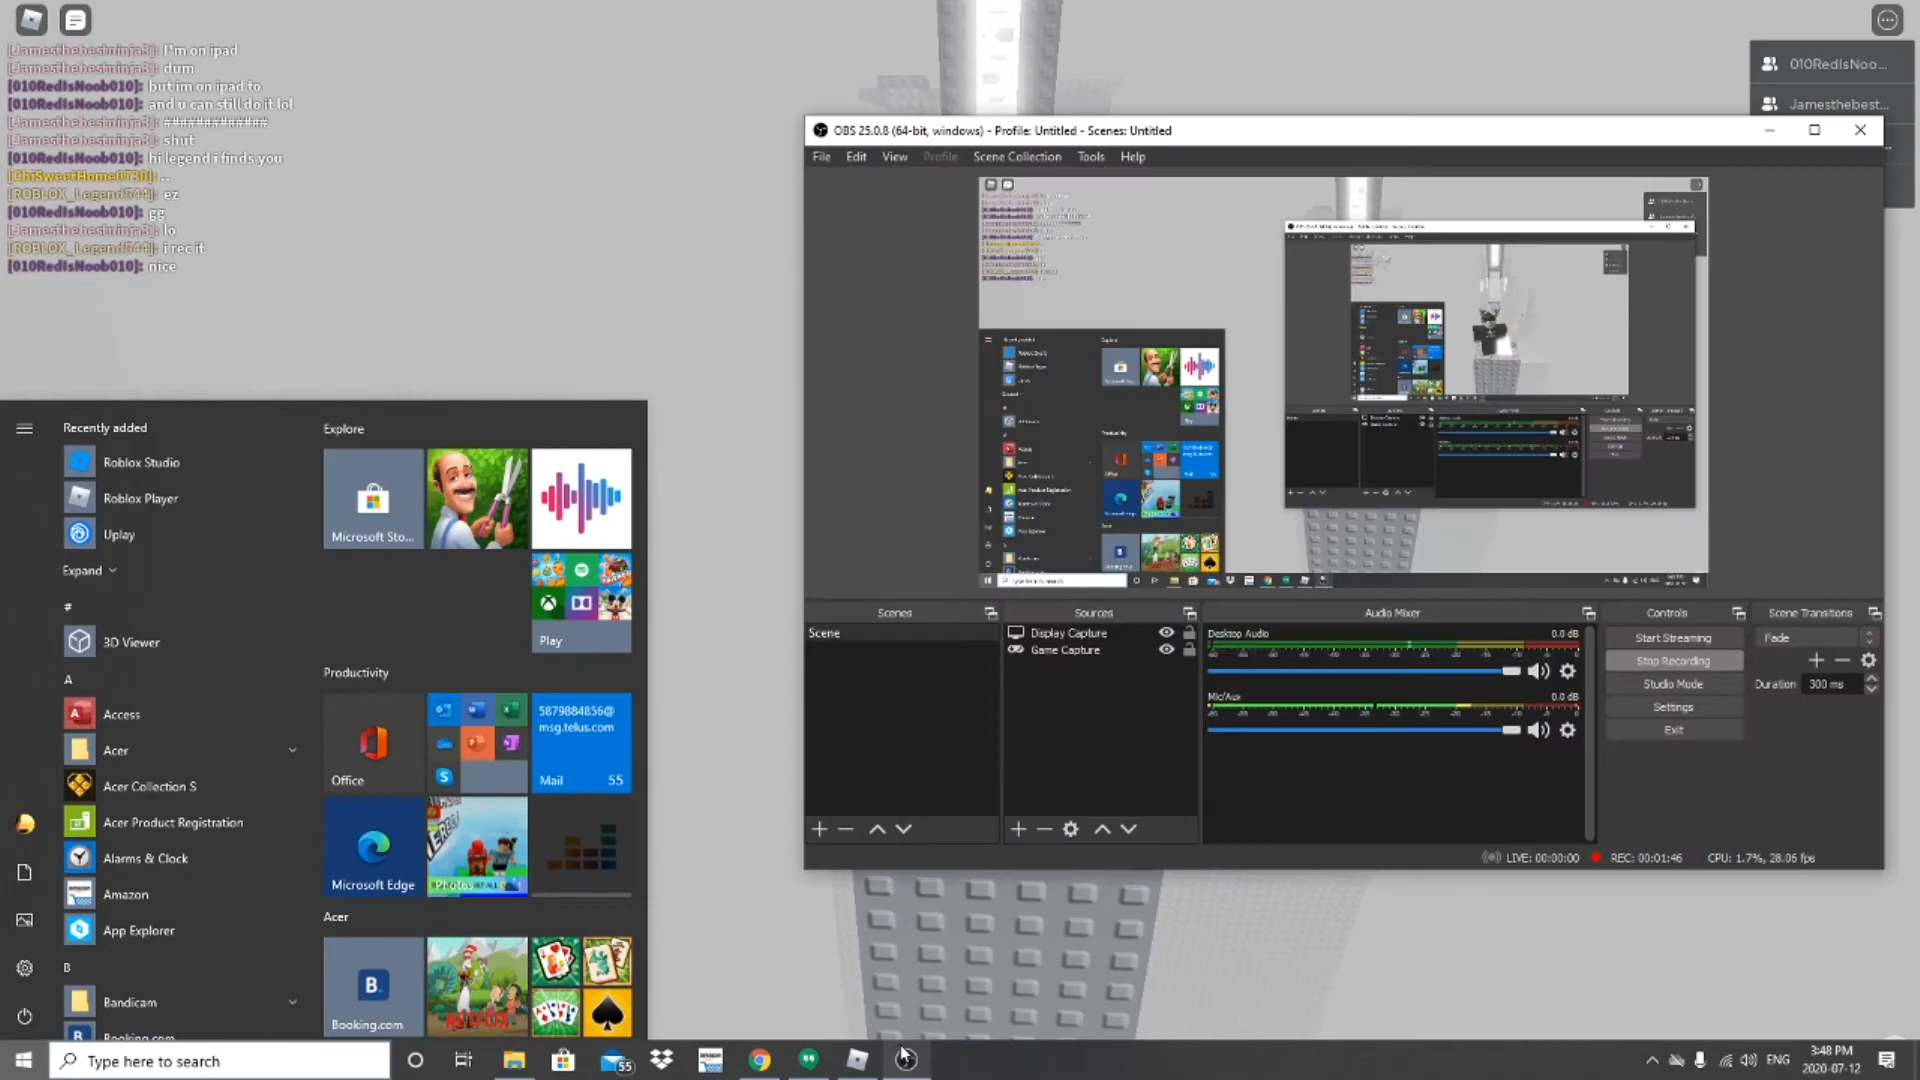 [Jamesthebestninja3]: I'm on ipad
[Jamesthebestninja3]: dum
[010RedIsNoob010]: but im on ipad to
[010RedIsNoob010]: and u can still do it lol
[Jamesthebestninja3]: #############
[Jamesthebestninja3]: shut
[010RedIsNoob010]: hi legend i finds you
[ChiSweetHome0730]: ..
[ROBLOX_Legend544]: ez
[010RedIsNoob010]: gg
[Jamesthebestninja3]: lo
[ROBLOX_Legend544]: i rec it
[010RedIsNoob010]: nice
010RedIsNoo...
Jamesthebest...
OBS 25.0.8 (64-bit, windows) - Profile: Untitled - Scenes: Untitled
File Edit View Profile Scene Collection Tools Help
Recently added
Roblox Studio
Roblox Player
Uplay
Expand
#
3D Viewer
A
Access
Acer
Acer Collection S
Acer Product Registration
Alarms & Clock
Amazon
App Explorer
B
Bandicam
Booking.com
Explore
Microsoft Sto...
Play
Productivity
Office
5879884856@
msg.telus.com
Mail 55
Microsoft Edge
Photos
Acer
Booking.com
NETFLIX
Scenes
Scene
Sources
Display Capture
Game Capture
Audio Mixer
Desktop Audio 0.0 dB
Mic/Aux 0.0 dB
Controls
Start Streaming
Stop Recording
Studio Mode
Settings
Exit
Scene Transitions
Fade
Duration 300 ms
LIVE: 00:00:00 REC: 00:01:46 CPU: 1.7%, 28.06 fps
Type here to search
55
ENG
3:48 PM
2020-07-12